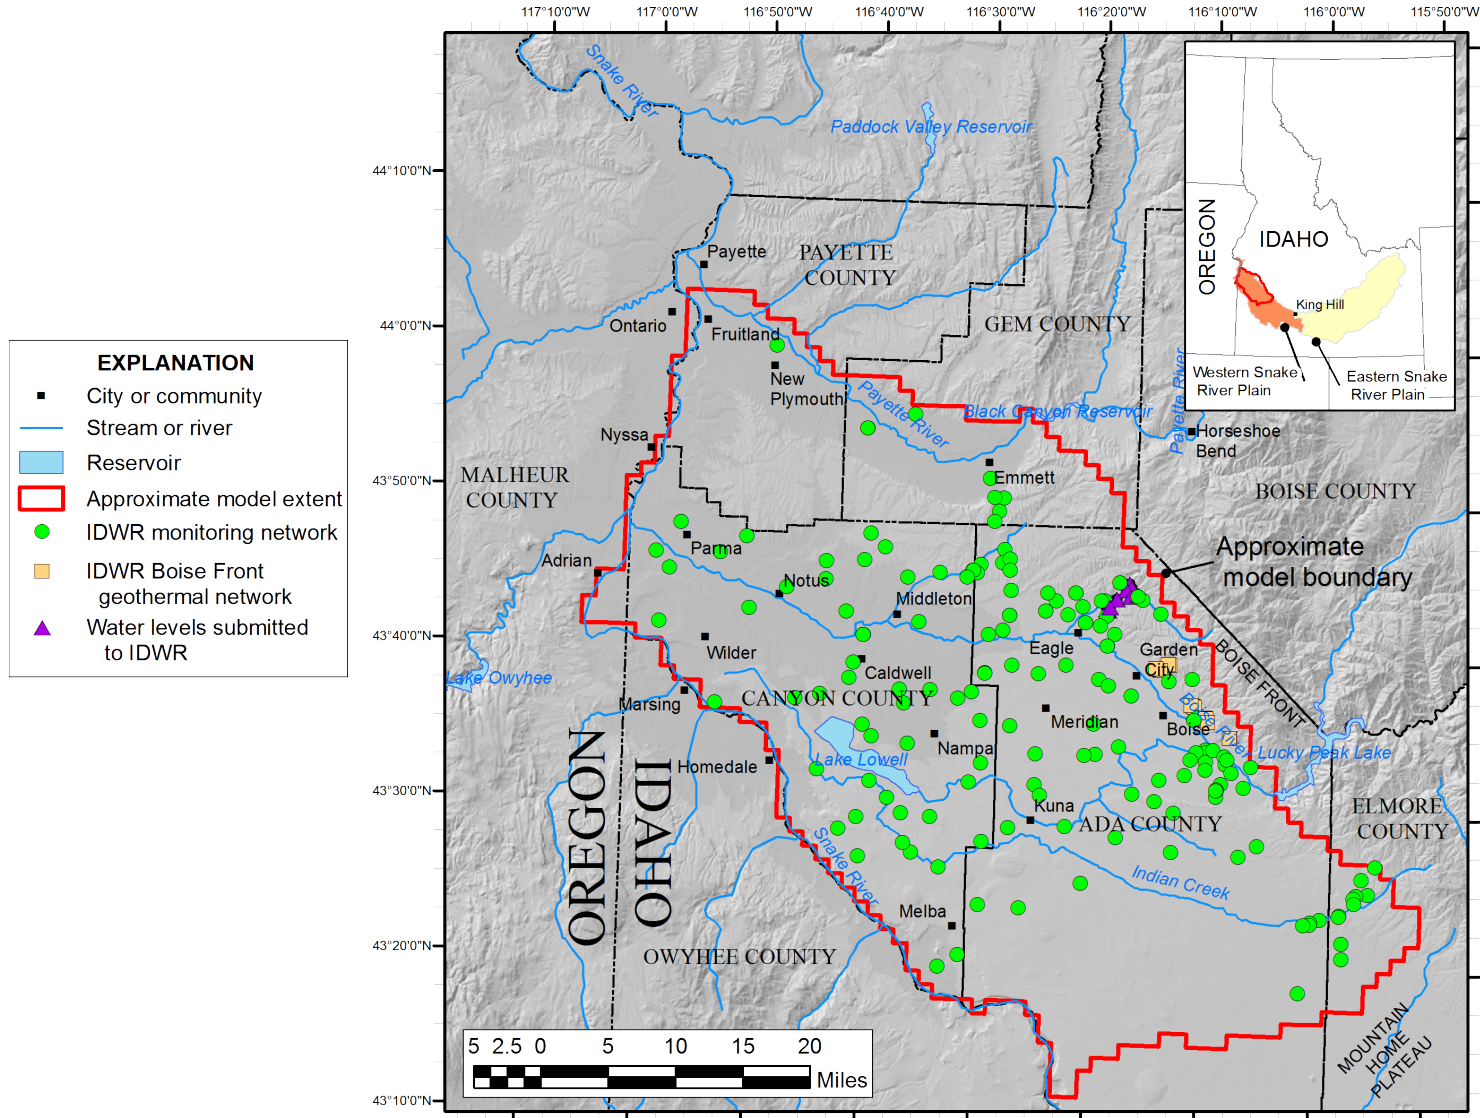 117°10'0"W
117°0'0"W
116°50'0"W
116°40'0"W
116°30'0"W
116°20'0"W
116°10'0"W
116°0'0"W
115°50'0"W
44°10'0"N
44°0'0"N
43°50'0"N
43°40'0"N
43°30'0"N
43°20'0"N
43°10'0"N
EXPLANATION
City or community
Stream or river
Reservoir
Approximate model extent
IDWR monitoring network
IDWR Boise Front
geothermal network
Water levels submitted
to IDWR
Snake River
Paddock Valley Reservoir
Payette
PAYETTE
COUNTY
Ontario
Fruitland
New
Plymouth
GEM COUNTY
Payette River
Black Canyon Reservoir
Payette River
Horseshoe
Bend
Nyssa
MALHEUR
COUNTY
Emmett
BOISE COUNTY
Adrian
Parma
Notus
Middleton
Approximate
model boundary
Wilder
Caldwell
Eagle
Garden
City
BOISE FRONT
Lake Owyhee
Marsing
CANYON COUNTY
Meridian
Boise
Boise River
Lucky Peak Lake
Nampa
Lake Lowell
Homedale
Kuna
ADA COUNTY
ELMORE
COUNTY
OREGON
IDAHO
Snake River
Indian Creek
Melba
OWYHEE COUNTY
MOUNTAIN
HOME
PLATEAU
5 2.5 0 5 10 15 20
Miles
OREGON
IDAHO
King Hill
Western Snake
River Plain
Eastern Snake
River Plain